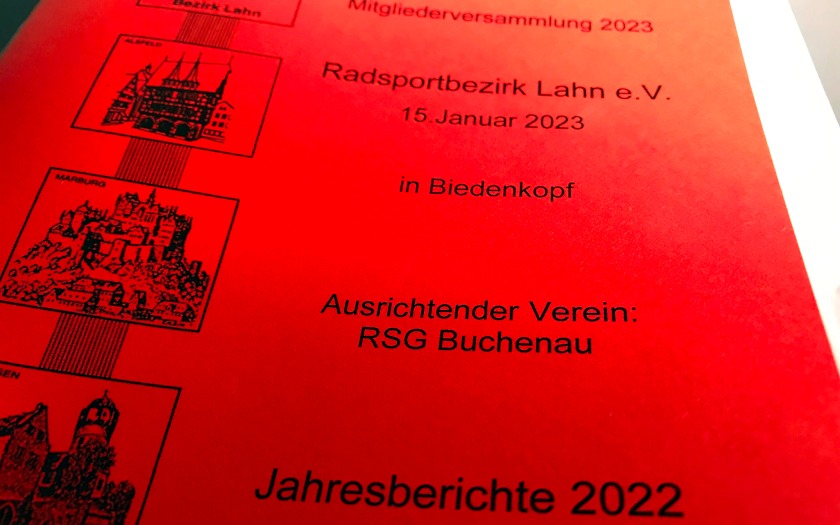 Bezirk Lahn
Mitgliederversammlung 2023
ALSFELD
Radsportbezirk Lahn e.V.
15.Januar 2023
MARBURG
in Biedenkopf
Ausrichtender Verein:
RSG Buchenau
Jahresberichte 2022